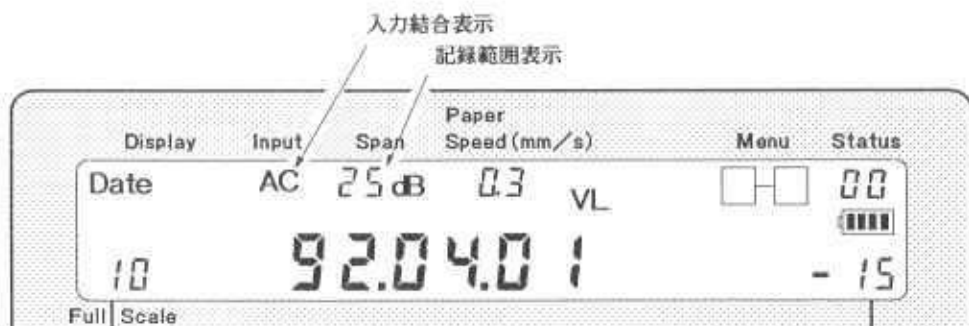 入力結合表示
記録範囲表示
Display Input Span Paper Speed (mm/s) Menu Status
Date AC 25 dB 0.3 VL 00
10 92.04.01 - 15
Full Scale